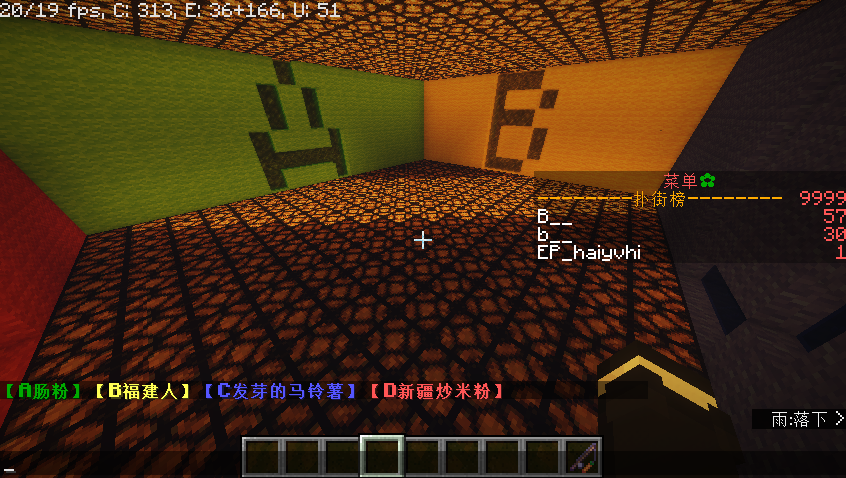 20/19 fps, C: 313, E: 36+166, U: 51
A
B
菜单✿
---------扑街榜--------- 9999
B__ 57
b__ 30
EP_haiyvhi 1
【A肠粉】【B福建人】【C发芽的马铃薯】【D新疆炒米粉】
雨:落下 >
_